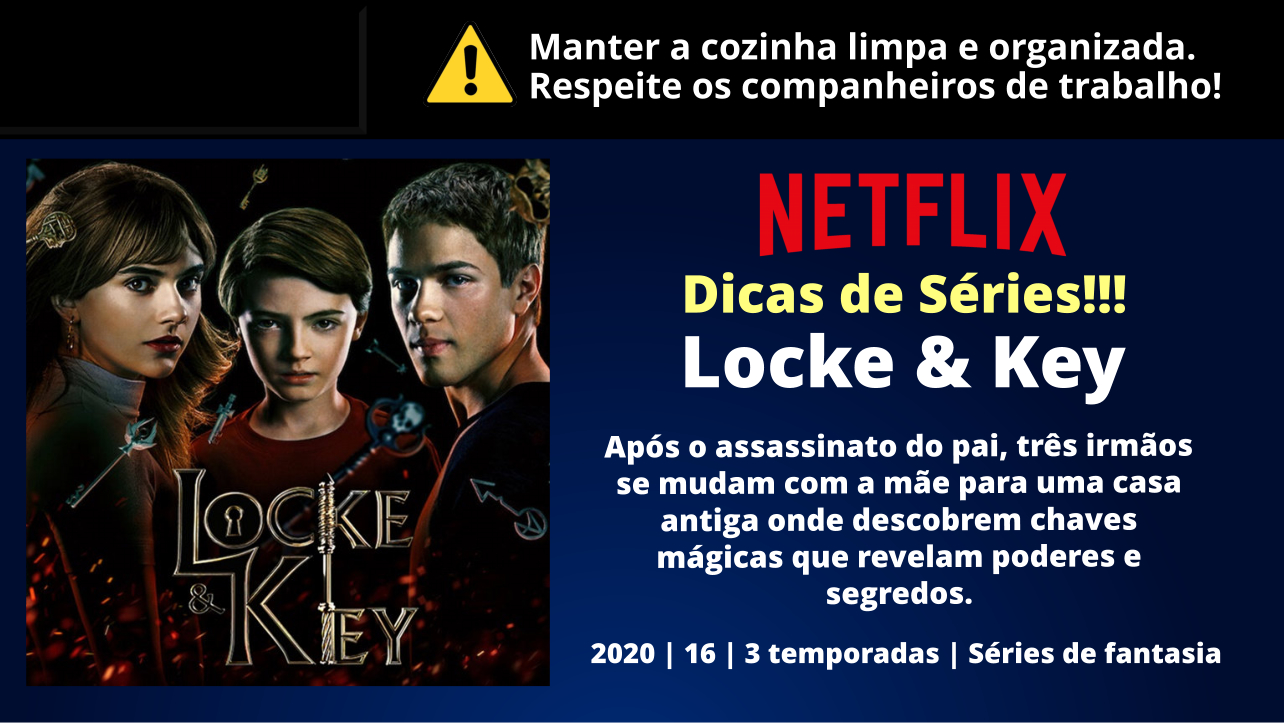 Manter a cozinha limpa e organizada.
Respeite os companheiros de trabalho!
NETFLIX
Dicas de Séries!!!
Locke & Key
Após o assassinato do pai, três irmãos
se mudam com a mãe para uma casa
antiga onde descobrem chaves
mágicas que revelam poderes e
segredos.
2020 | 16 | 3 temporadas | Séries de fantasia
LOCKE
& KEY